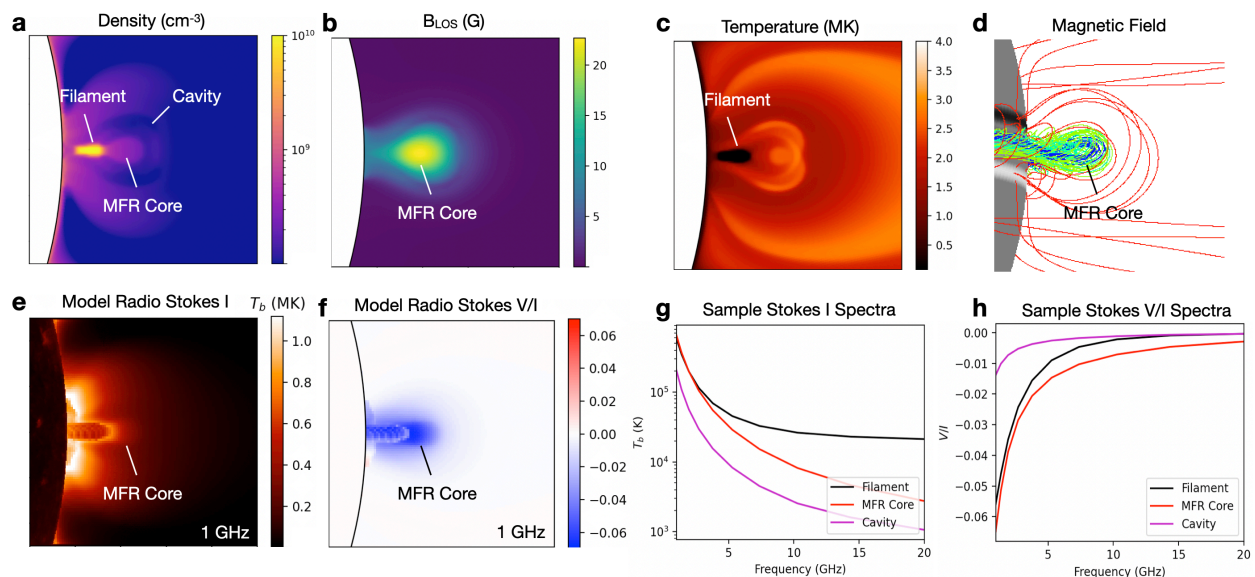 a
Density (cm⁻³)
Filament
Cavity
MFR Core
10¹⁰
10⁹
b
BLOS (G)
MFR Core
20
15
10
5
c
Temperature (MK)
Filament
4.0
3.5
3.0
2.5
2.0
1.5
1.0
0.5
d
Magnetic Field
MFR Core
e
Model Radio Stokes I
T_b (MK)
MFR Core
1 GHz
1.0
0.8
0.6
0.4
0.2
f
Model Radio Stokes V/I
MFR Core
1 GHz
0.06
0.04
0.02
0.00
−0.02
−0.04
−0.06
g
Sample Stokes I Spectra
T_b (K)
10⁵
10⁴
10³
Filament
MFR Core
Cavity
5
10
15
20
Frequency (GHz)
h
Sample Stokes V/I Spectra
V/I
0.00
−0.01
−0.02
−0.03
−0.04
−0.05
−0.06
Filament
MFR Core
Cavity
5
10
15
20
Frequency (GHz)